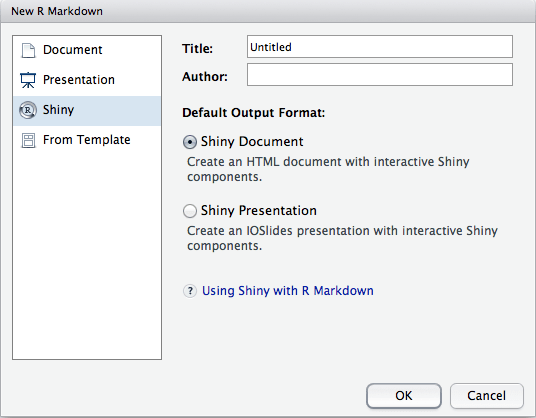 New R Markdown
Document
Presentation
R Shiny
From Template
Title: Untitled
Author:
Default Output Format:
Shiny Document
Create an HTML document with interactive Shiny
components.
Shiny Presentation
Create an IOSlides presentation with interactive Shiny
components.
? Using Shiny with R Markdown
OK Cancel